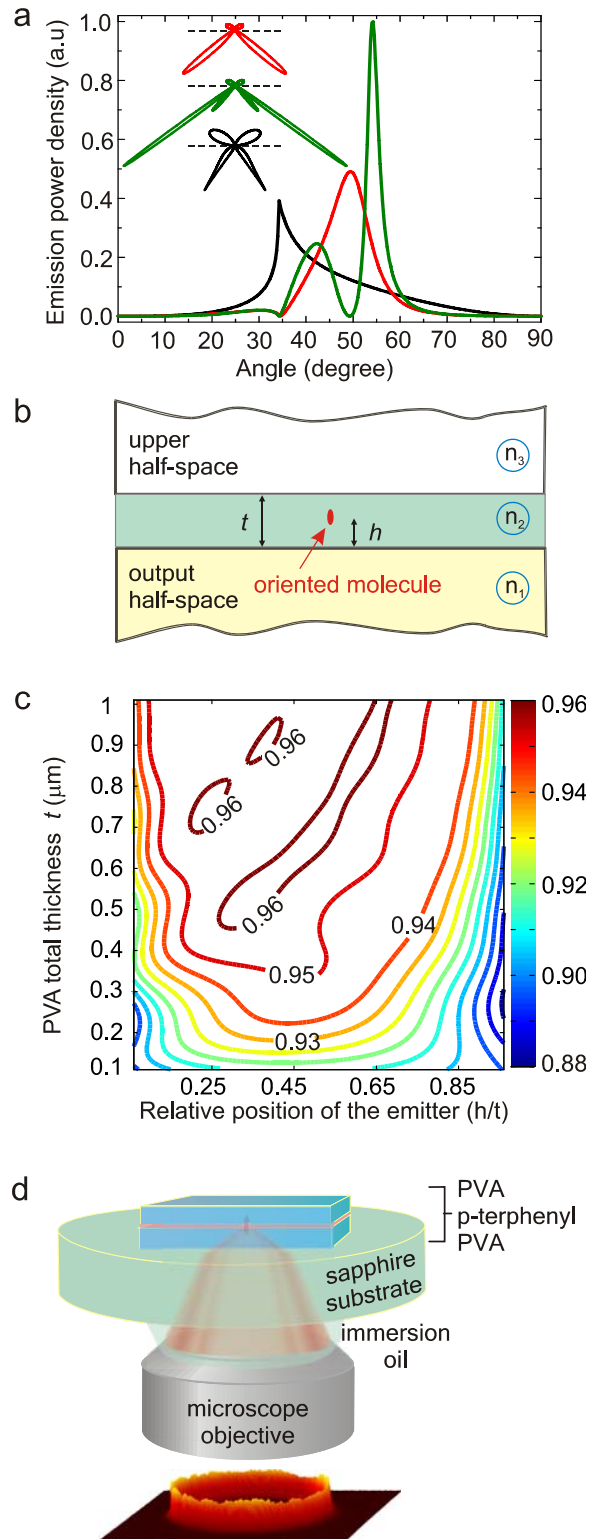 a
Emission power density (a.u)
1.0
0.8
0.6
0.4
0.2
0.0
0 10 20 30 40 50 60 70 80 90
Angle (degree)
b
upper
half-space
n3
t
h
n2
oriented molecule
output
half-space
n1
c
PVA total thickness t (μm)
1
0.9
0.8
0.7
0.6
0.5
0.4
0.3
0.2
0.1
0.96
0.96
0.96
0.95
0.94
0.93
0.25 0.45 0.65 0.85
Relative position of the emitter (h/t)
0.96
0.94
0.92
0.90
0.88
d
PVA
p-terphenyl
PVA
sapphire
substrate
immersion
oil
microscope
objective